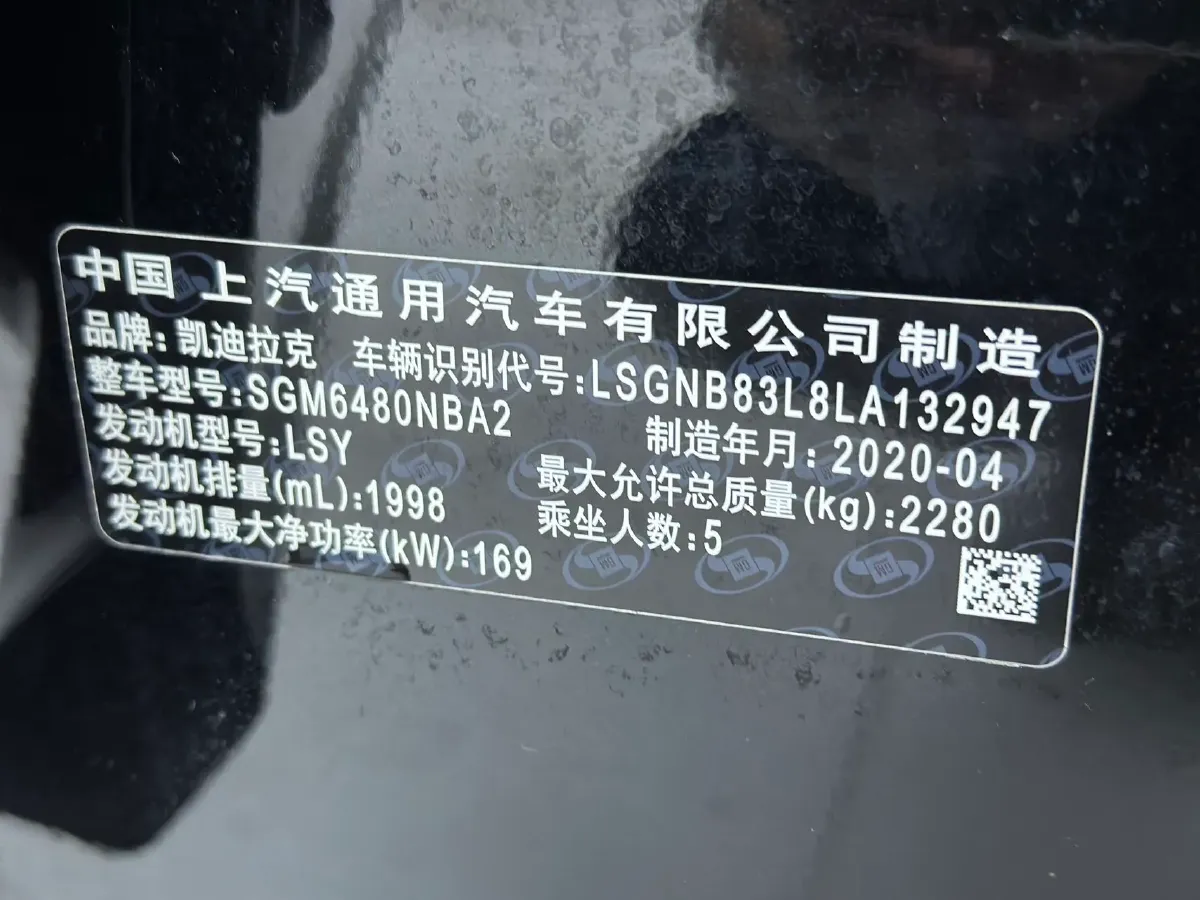 中国 上汽通用汽车有限公司制造
品牌:凯迪拉克 车辆识别代号:LSGNB83L8LA132947
整车型号:SGM6480NBA2 制造年月:2020-04
发动机型号:LSY 最大允许总质量(kg):2280
发动机排量(mL):1998 乘坐人数:5
发动机最大净功率(kW):169